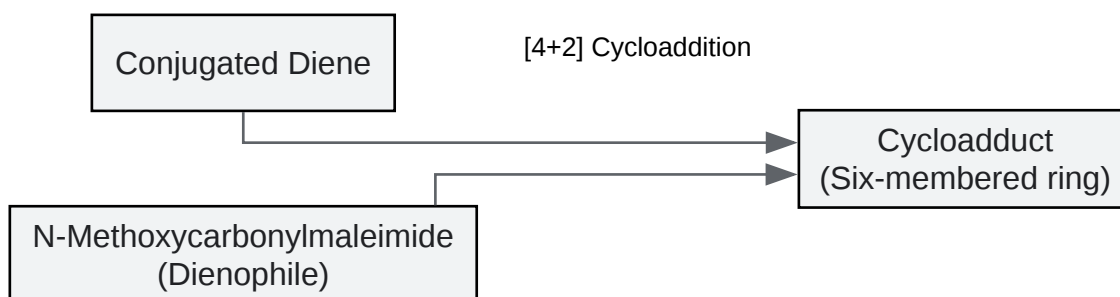 Conjugated Diene
[4+2] Cycloaddition
Cycloadduct
(Six-membered ring)
N-Methoxycarbonylmaleimide
(Dienophile)